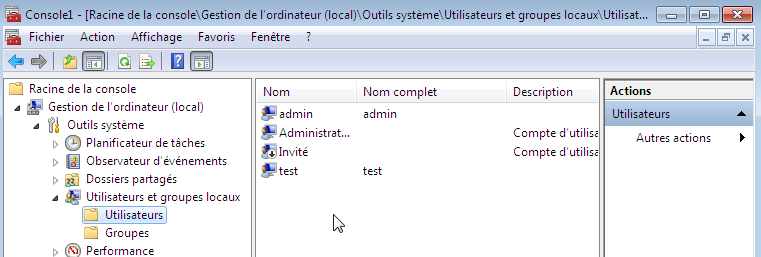 Console1 - [Racine de la console\Gestion de l'ordinateur (local)\Outils système\Utilisateurs et groupes locaux\Utilisat...
Fichier Action Affichage Favoris Fenêtre ?
Racine de la console
Gestion de l'ordinateur (local)
Outils système
Planificateur de tâches
Observateur d'événements
Dossiers partagés
Utilisateurs et groupes locaux
Utilisateurs
Groupes
Performance
Nom Nom complet Description
admin admin
Administrat... Compte d'utilisa
Invité Compte d'utilisa
test test
Actions
Utilisateurs
Autres actions